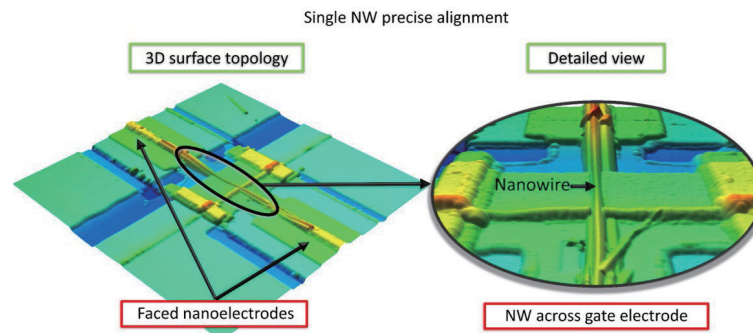 Single NW precise alignment
3D surface topology
Detailed view
Nanowire
Faced nanoelectrodes
NW across gate electrode